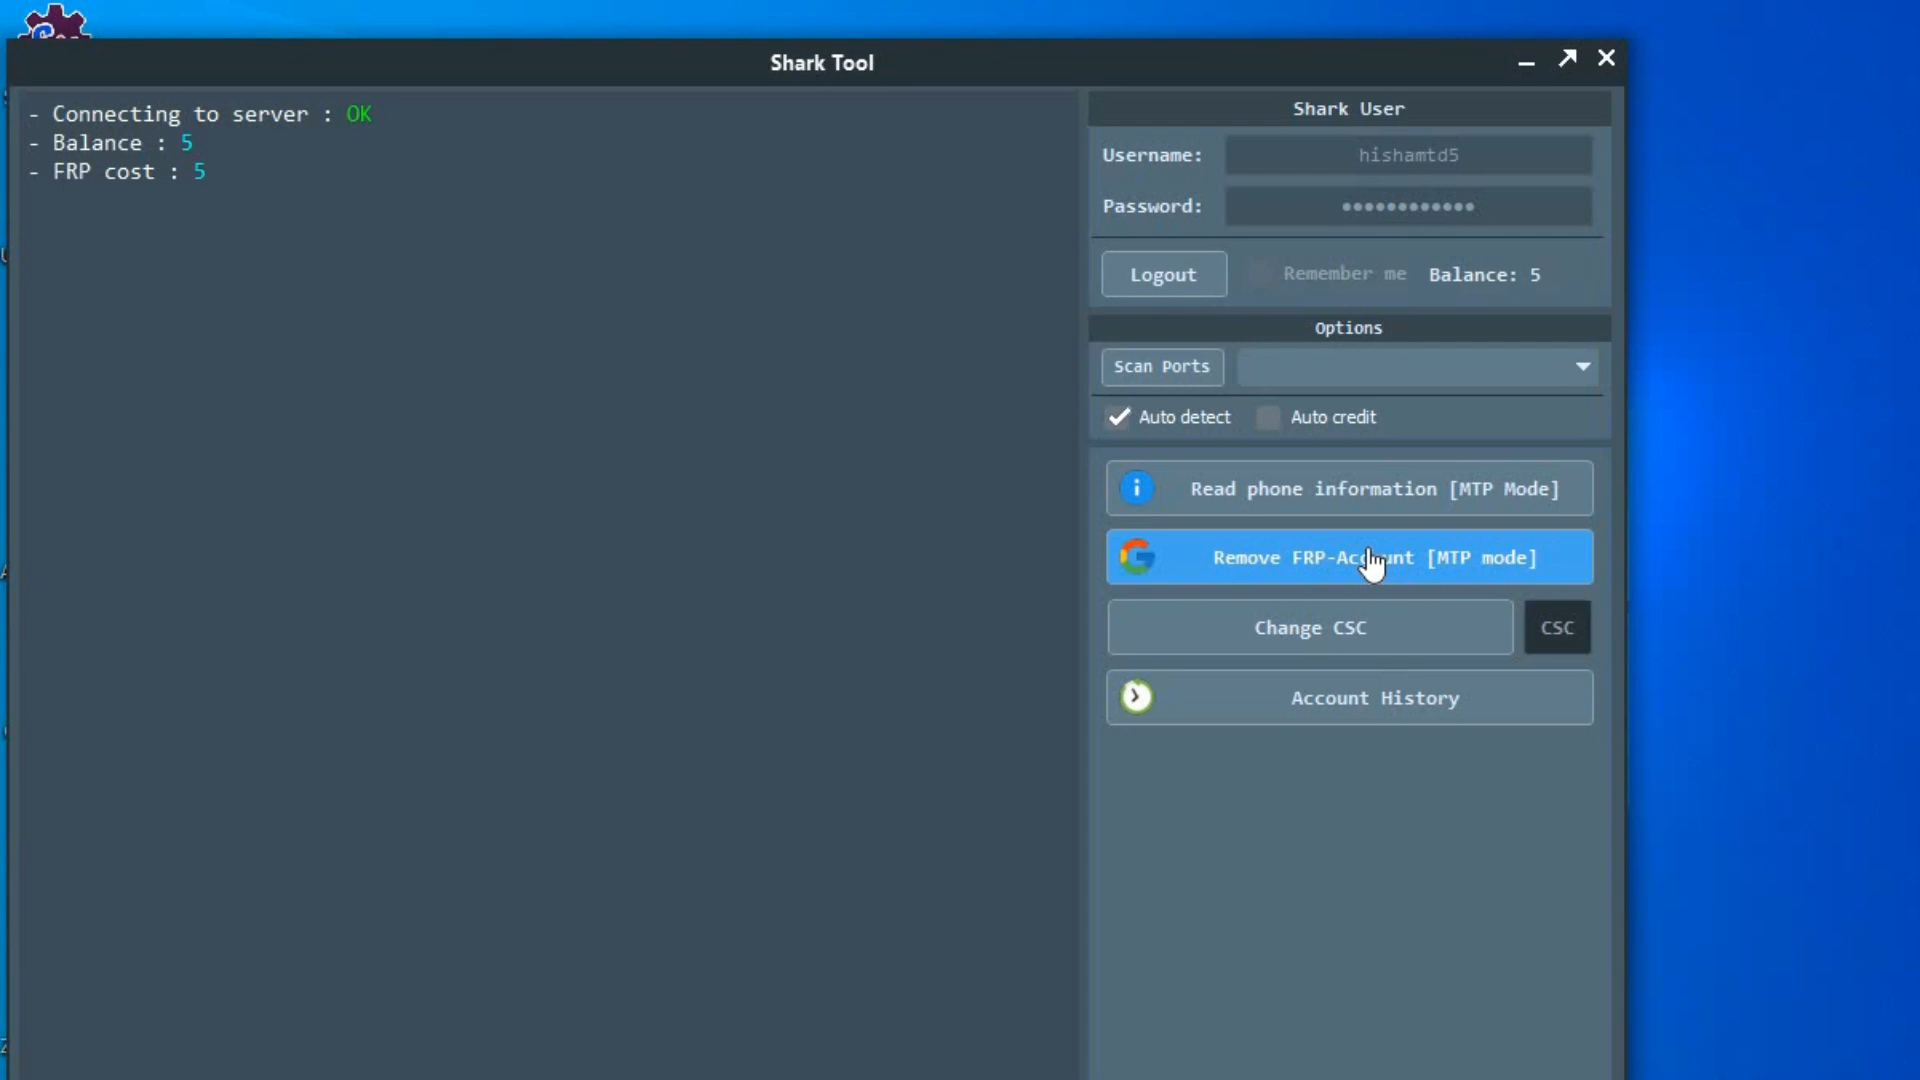 Shark Tool
- Connecting to server : OK
- Balance : 5
- FRP cost : 5
Shark User
Username: hishamtd5
Password: ••••••••••••
Logout Remember me Balance: 5
Options
Scan Ports
Auto detect Auto credit
Read phone information [MTP Mode]
Remove FRP-Account [MTP mode]
Change CSC CSC
Account History